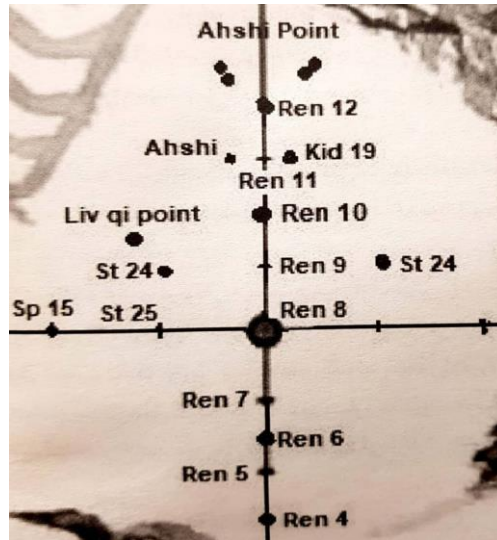 Ahshi Point
Ren 12
Ahshi
Kid 19
Ren 11
Liv qi point
Ren 10
St 24
Ren 9
St 24
Sp 15
St 25
Ren 8
Ren 7
Ren 6
Ren 5
Ren 4